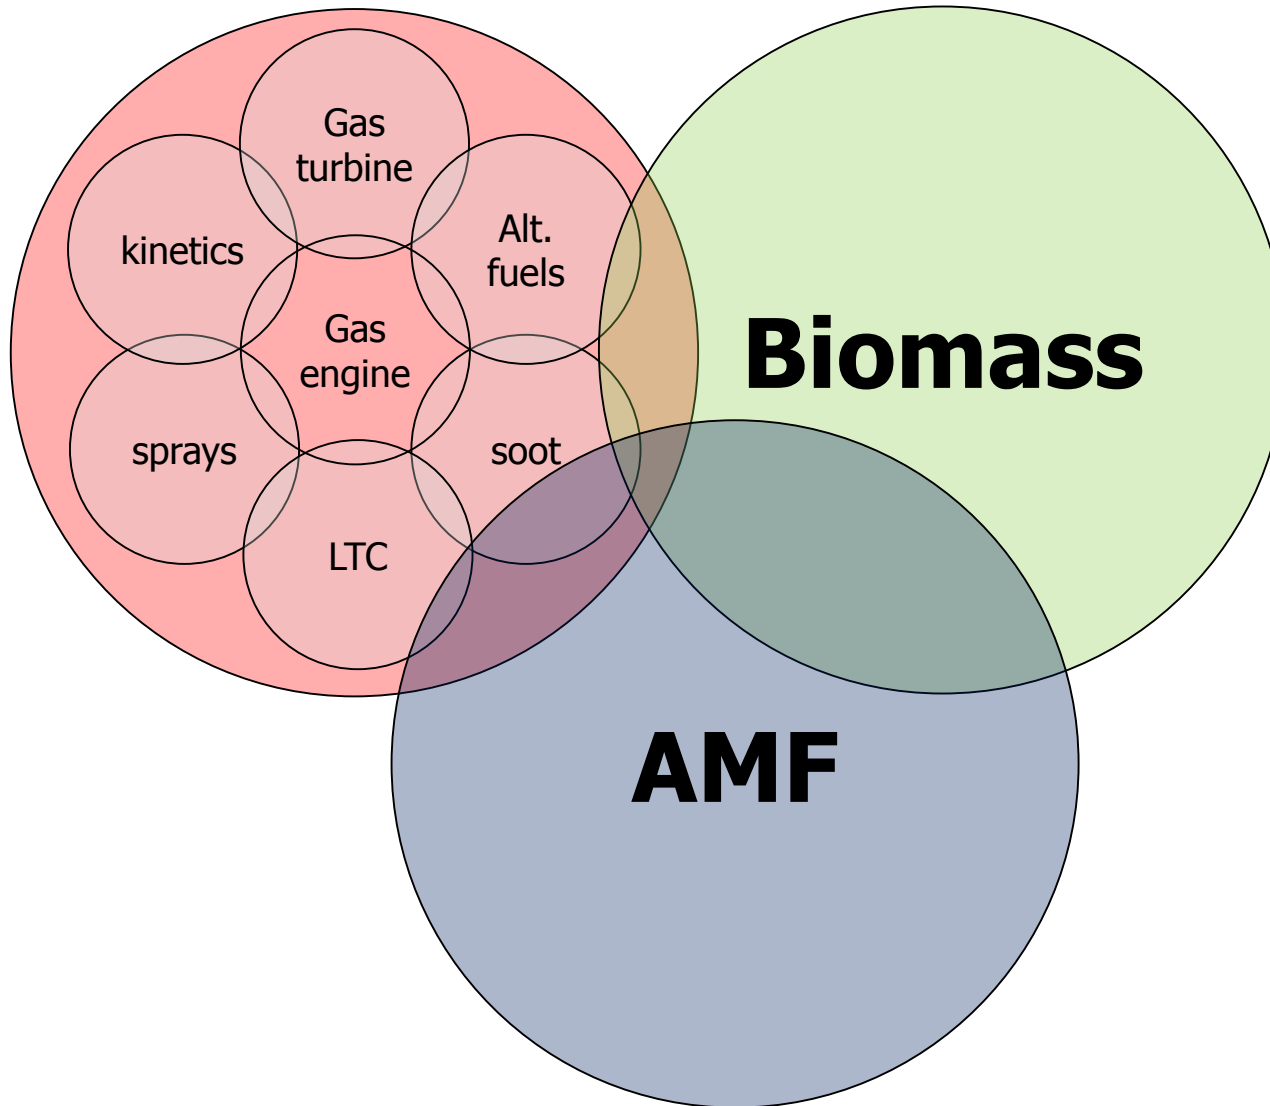 Gas
turbine
kinetics
Alt.
fuels
Gas
engine
sprays
soot
LTC
Biomass
AMF